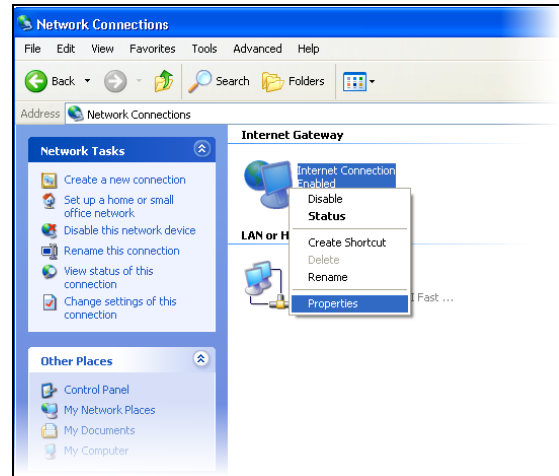 Network Connections
File Edit View Favorites Tools Advanced Help
Back Search Folders
Address Network Connections
Network Tasks
Create a new connection
Set up a home or small
office network
Disable this network device
Rename this connection
View status of this
connection
Change settings of this
connection
Other Places
Control Panel
My Network Places
My Documents
My Computer
Internet Gateway
Internet Connection
Enabled
Disable
Status
Create Shortcut
Delete
Rename
Properties
LAN or H
I Fast ...